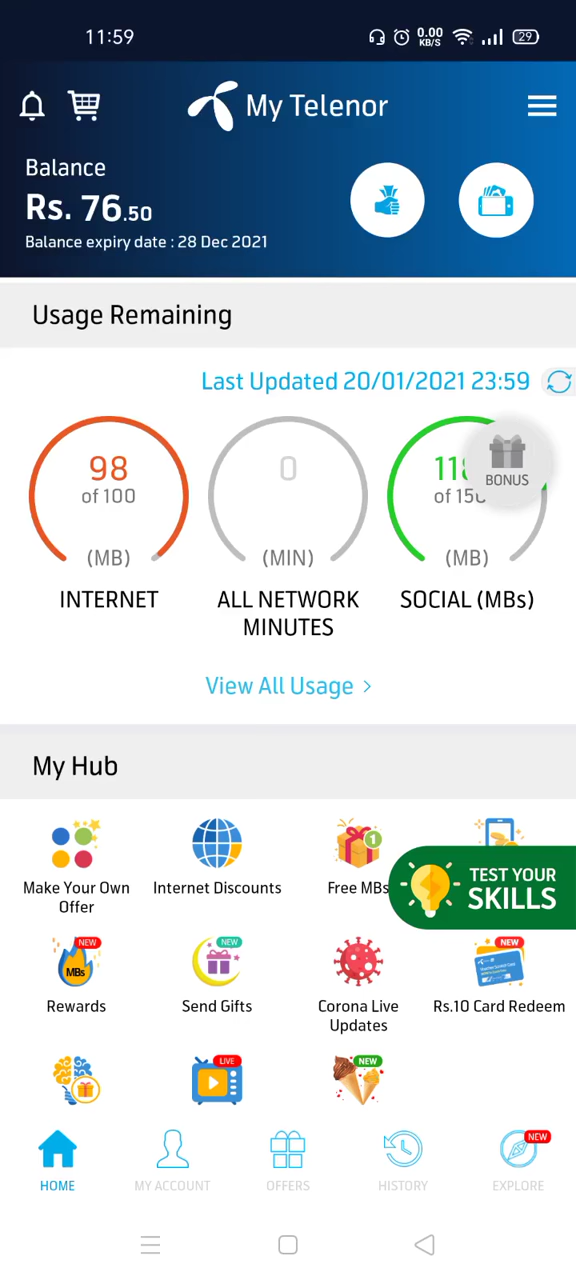 11:59
0.00
KB/S
29
My Telenor
Balance
Rs. 76.50
Balance expiry date : 28 Dec 2021
Usage Remaining
Last Updated 20/01/2021 23:59
98
of 100
(MB)
INTERNET
0
(MIN)
ALL NETWORK
MINUTES
of
(MB)
SOCIAL (MBs)
BONUS
View All Usage >
My Hub
Make Your Own
Offer
Internet Discounts
1
Free MBs
TEST YOUR
SKILLS
NEW
MBs
Rewards
NEW
Send Gifts
Corona Live
Updates
NEW
Rs.10 Card Redeem
LIVE
NEW
HOME
MY ACCOUNT
OFFERS
HISTORY
NEW
EXPLORE